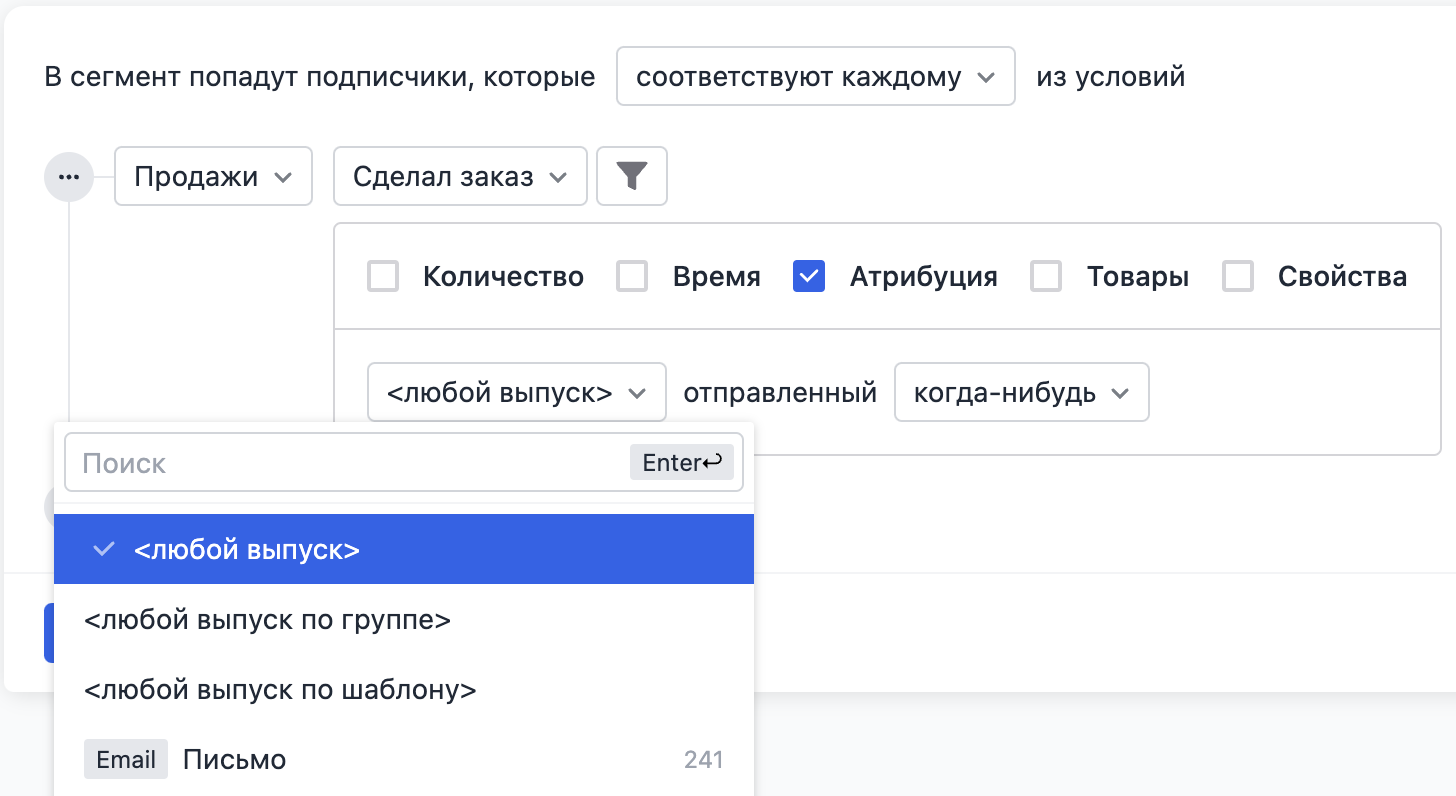 В сегмент попадут подписчики, которые соответствуют каждому из условий
Продажи Сделал заказ
Количество Время Атрибуция Товары Свойства
<любой выпуск> отправленный когда-нибудь
Поиск Enter↩
<любой выпуск>
<любой выпуск по группе>
<любой выпуск по шаблону>
Email Письмо 241